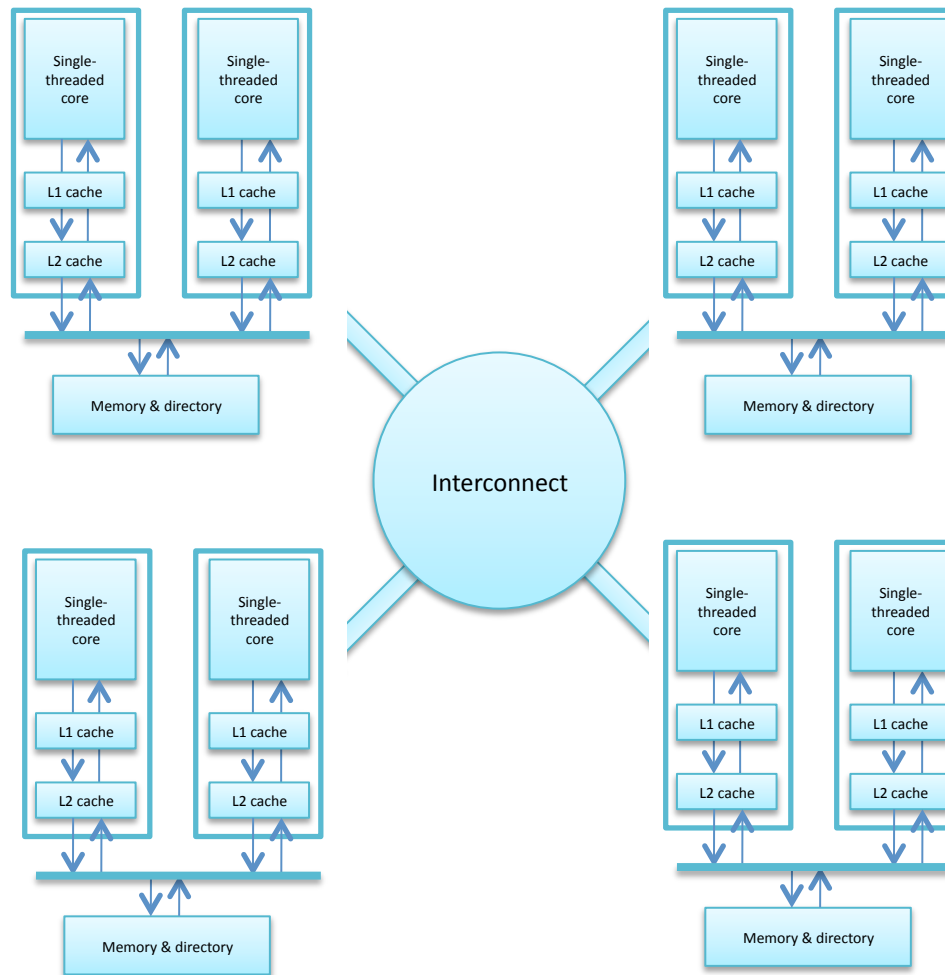 Single-
threaded
core
Single-
threaded
core
L1 cache
L1 cache
L2 cache
L2 cache
Memory & directory
Single-
threaded
core
Single-
threaded
core
L1 cache
L1 cache
L2 cache
L2 cache
Memory & directory
Interconnect
Single-
threaded
core
Single-
threaded
core
L1 cache
L1 cache
L2 cache
L2 cache
Memory & directory
Single-
threaded
core
Single-
threaded
core
L1 cache
L1 cache
L2 cache
L2 cache
Memory & directory